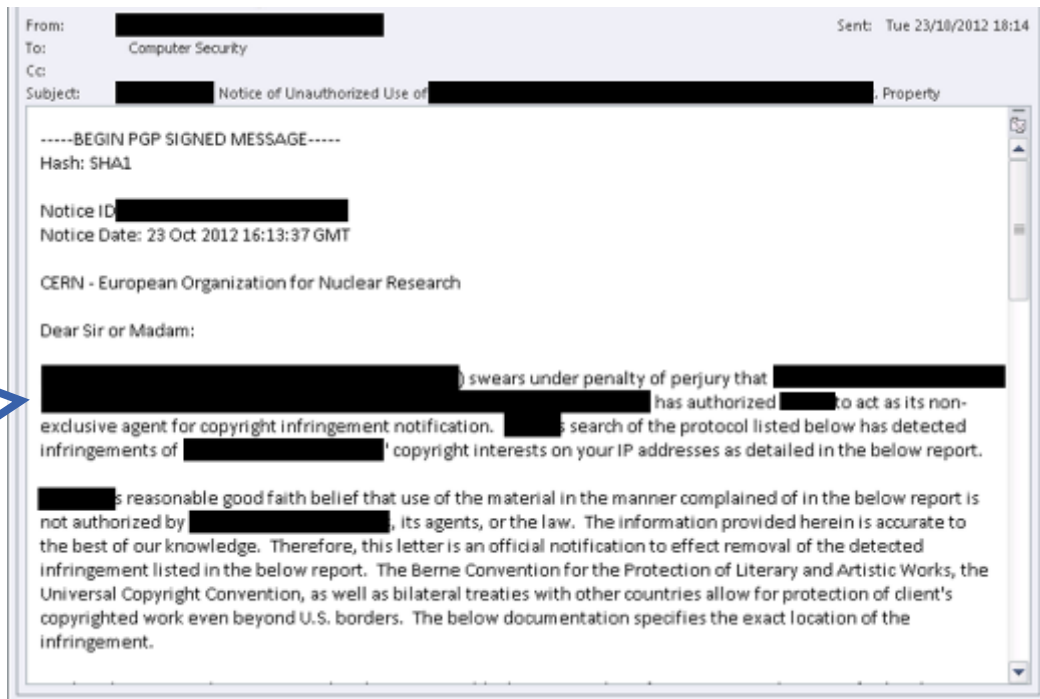 From:
Sent: Tue 23/10/2012 18:14
To: Computer Security
Cc:
Subject: Notice of Unauthorized Use of , Property
-----BEGIN PGP SIGNED MESSAGE-----
Hash: SHA1
Notice ID
Notice Date: 23 Oct 2012 16:13:37 GMT
CERN - European Organization for Nuclear Research
Dear Sir or Madam:
) swears under penalty of perjury that
has authorized to act as its non-
exclusive agent for copyright infringement notification. s search of the protocol listed below has detected
infringements of ' copyright interests on your IP addresses as detailed in the below report.
s reasonable good faith belief that use of the material in the manner complained of in the below report is
not authorized by , its agents, or the law. The information provided herein is accurate to
the best of our knowledge. Therefore, this letter is an official notification to effect removal of the detected
infringement listed in the below report. The Berne Convention for the Protection of Literary and Artistic Works, the
Universal Copyright Convention, as well as bilateral treaties with other countries allow for protection of client's
copyrighted work even beyond U.S. borders. The below documentation specifies the exact location of the
infringement.